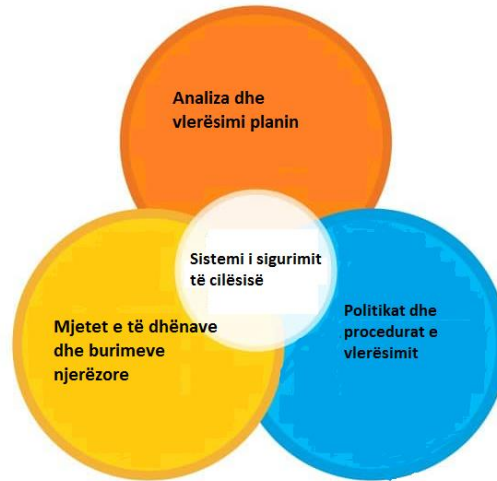 Analiza dhe
vlerësimi planin
Sistemi i sigurimit
të cilësisë
Mjetet e të dhënave
dhe burimeve
njerëzore
Politikat dhe
procedurat e
vlerësimit